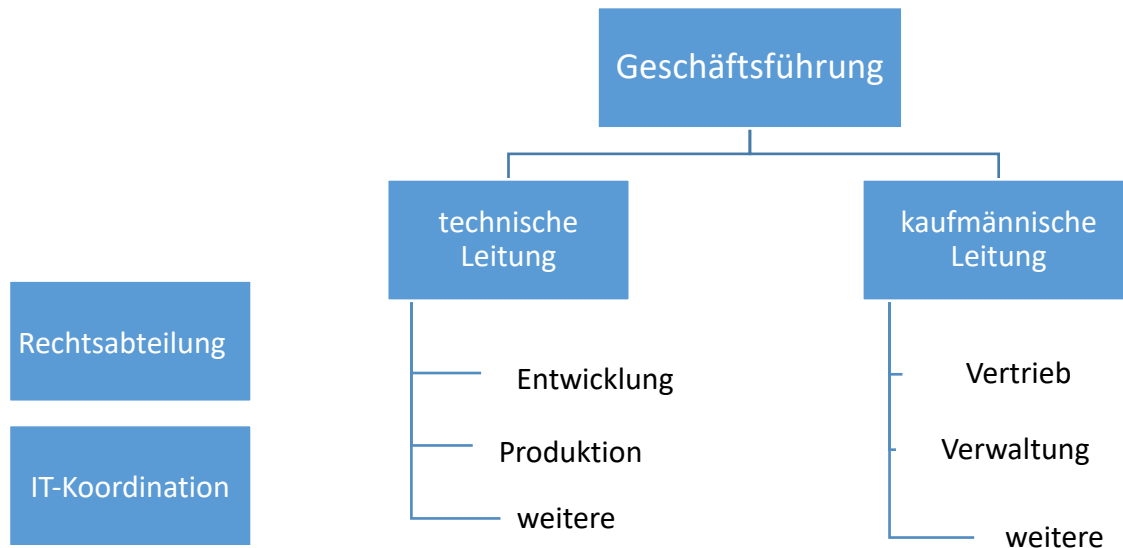 Geschäftsführung
technische
Leitung
kaufmännische
Leitung
Rechtsabteilung
IT-Koordination
Entwicklung
Produktion
weitere
Vertrieb
Verwaltung
weitere